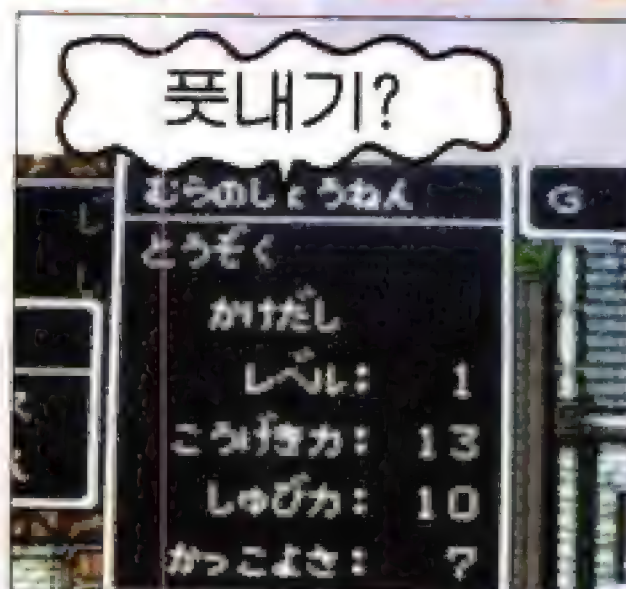 풋내기?
むらのしょうねん
G
とうぞく
かけだし
レベル: 1
こうげき力: 13
しゅび力: 10
かっこよさ: 7